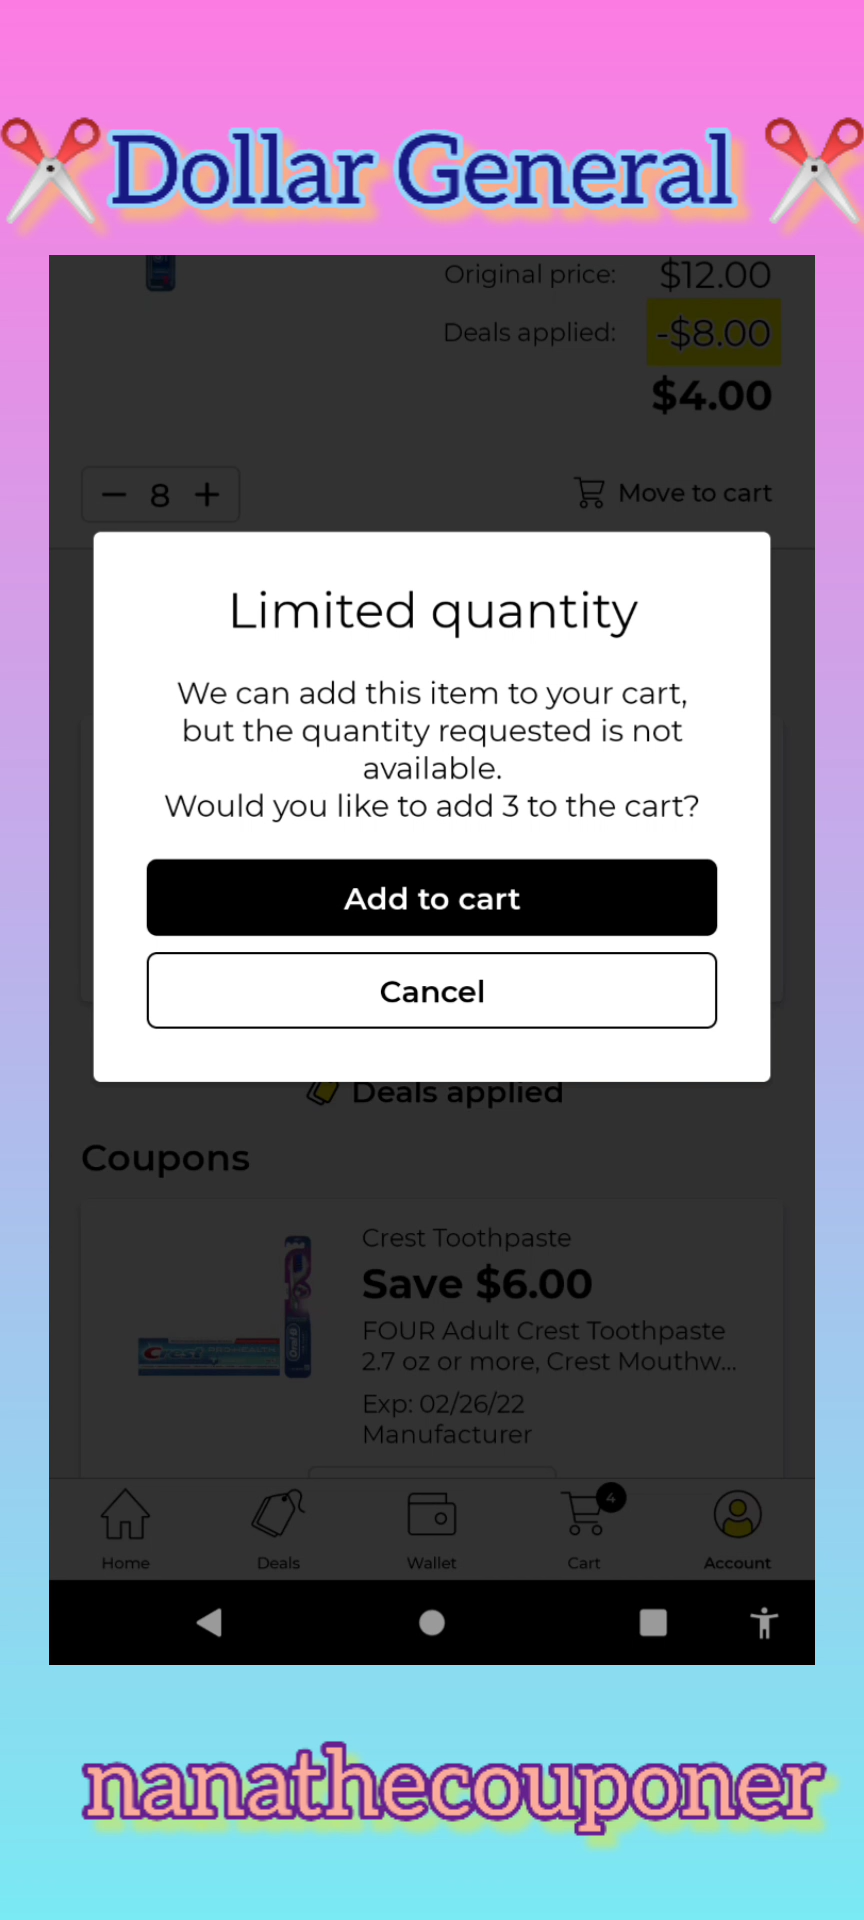 Dollar General
Original price: $12.00
Deals applied: -$8.00
$4.00
8
Move to cart
Limited quantity
We can add this item to your cart,
but the quantity requested is not
available.
Would you like to add 3 to the cart?
Add to cart
Cancel
Deals applied
Coupons
Crest Toothpaste
Save $6.00
FOUR Adult Crest Toothpaste
2.7 oz or more, Crest Mouthw...
Exp: 02/26/22
Manufacturer
Crest
Oral-B
4
Home Deals Wallet Cart Account
nanathecouponer